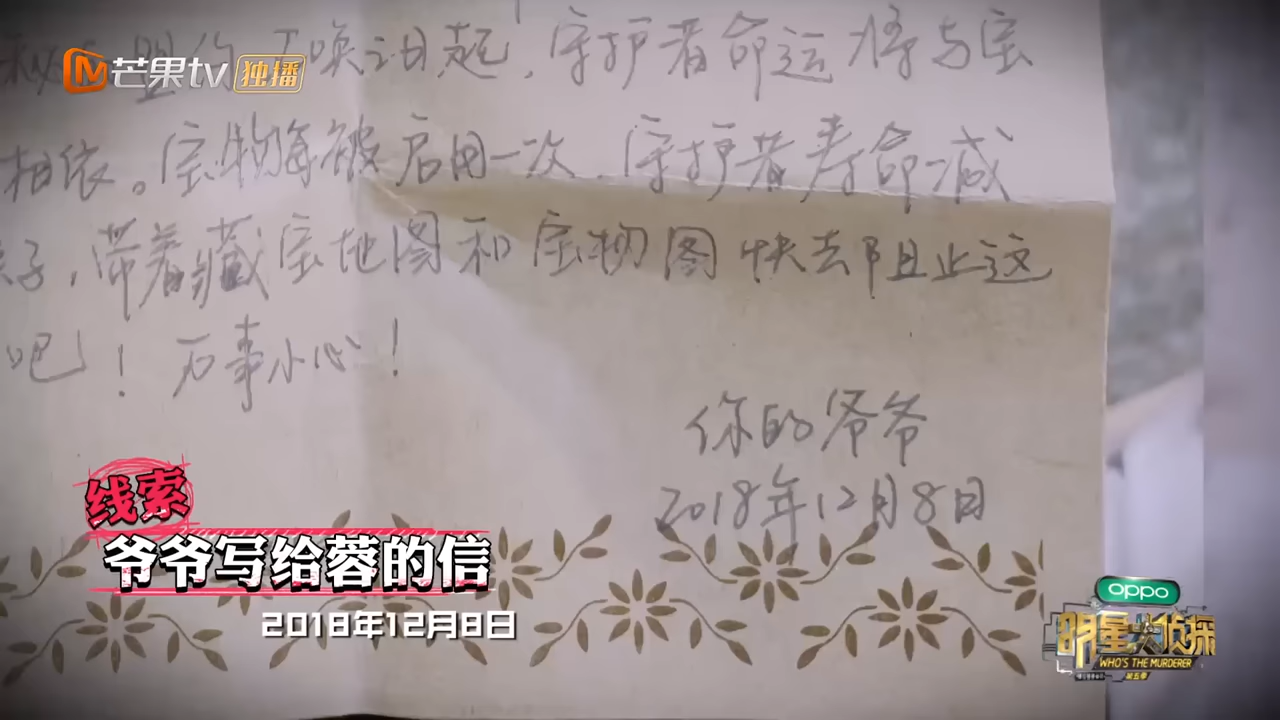 芒果tv 独播
唤起，守护者命运将与宝
相依。宝物每被启用一次，守护者寿命减
孩子，带着藏宝地图和宝物图快去阻止这
吧！万事小心！
你的爷爷
2018年12月8日
线索
爷爷写给蓉的信
2018年12月8日
oppo
明星大侦探
WHO'S THE MURDERER
第五季